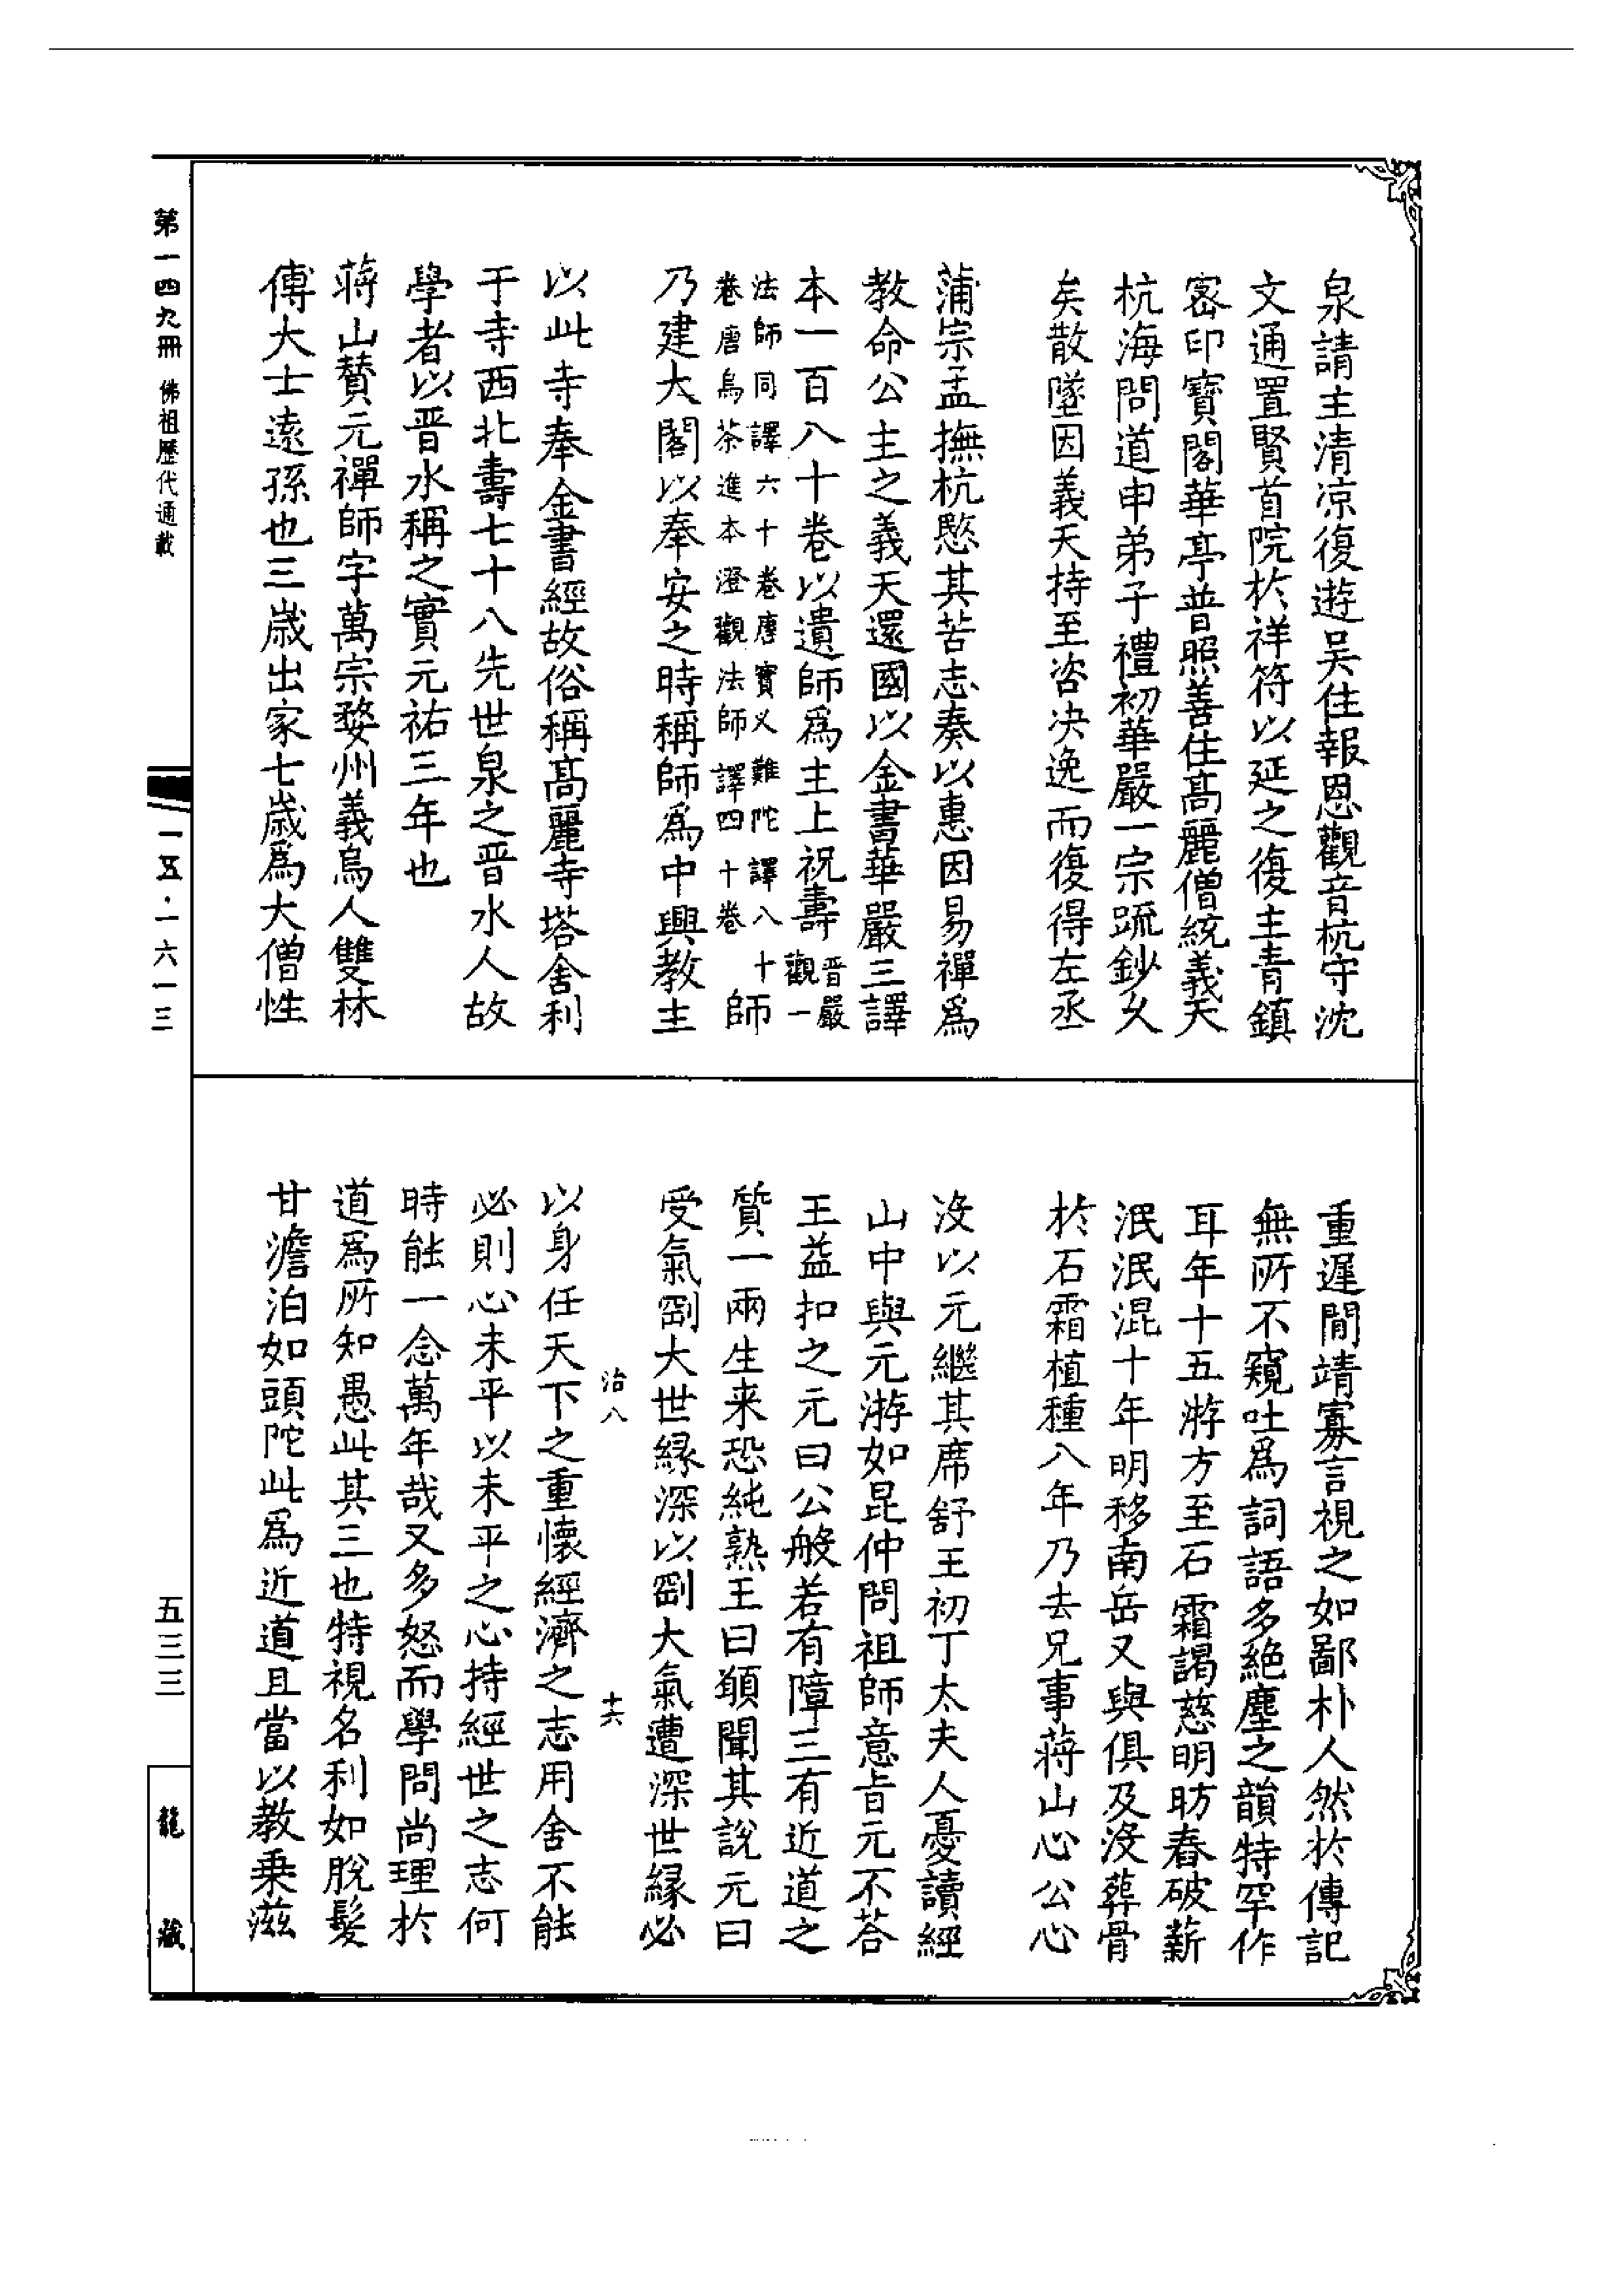 泉請主清凉復遊吴住報恩觀音杭守沈
文通置賢首院於祥符以延之復主青鎮
密印寶閣華亭普照善住髙麗僧統義天
杭海問道申弟子禮初華嚴一宗䟽鈔久
矣散墜因義天持至咨决逸而復得左丞
蒲宗孟撫杭愍其苦志奏以惠因易禪爲
教命公主之義天還國以金書華嚴三譯
本一百八十卷以遺師爲主上祝壽晋嚴觀一
法師同譯六十卷唐實义難陀譯八十
卷唐烏茶進本澄觀法師譯四十卷
師
乃建大閣以奉安之時稱師爲中興教主
以此寺奉金書經故俗稱髙麗寺塔舍利
于寺西北壽七十八先世泉之晋水人故
學者以晋水稱之實元祐三年也
蔣山賛元禪師字萬宗婺州義烏人雙林
傅大士遠孫也三歲出家七歲爲大僧性
重遲閒靖寡言視之如鄙朴人然於傳記
無所不窺吐爲詞語多絶塵之韻特罕作
耳年十五游方至石霜謁慈明昉舂破薪
泯泯混十年明移南岳又與俱及没葬骨
於石霜植種八年乃去兄事蔣山心公心
没以元繼其席舒王初丁太夫人憂讀經
山中與元游如昆仲問祖師意旨元不荅
王益扣之元曰公般若有障三有近道之
質一兩生来恐純熟王曰頋聞其說元曰
受氣剛大世縁深以剛大氣遭深世縁必
治八 十六
以身任天下之重懷經濟之志用舍不能
必則心未平以未平之心持經世之志何
時能一念萬年哉又多怒而學問尚理於
道爲所知愚此其三也特視名利如脫髪
甘澹泊如頭陀此爲近道且當以教乗滋
第一四九冊 佛祖歷代通載
一五·一六一三
五三三
龍藏